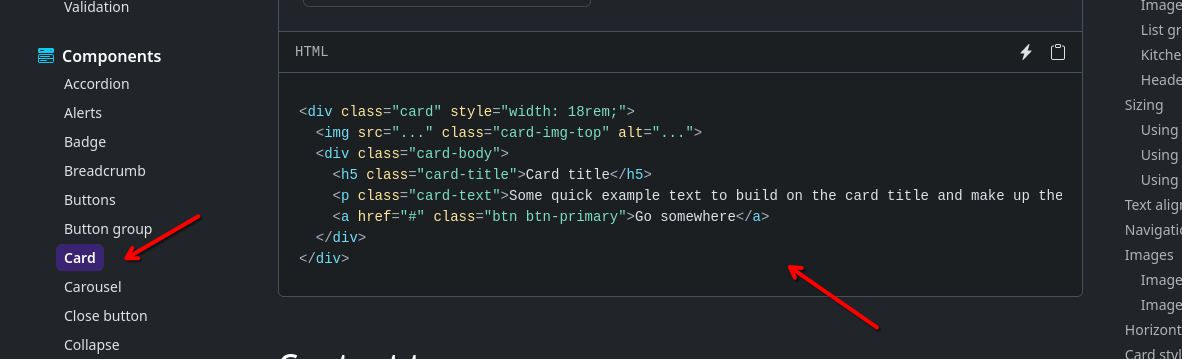 Validation
Components
Accordion
Alerts
Badge
Breadcrumb
Buttons
Button group
Card
Carousel
Close button
Collapse
HTML
<div class="card" style="width: 18rem;">
  <img src="..." class="card-img-top" alt="...">
  <div class="card-body">
    <h5 class="card-title">Card title</h5>
    <p class="card-text">Some quick example text to build on the card title and make up the
    <a href="#" class="btn btn-primary">Go somewhere</a>
  </div>
</div>
Image
List gr
Kitche
Heade
Sizing
Using
Using
Using
Text align
Navigati
Images
Image
Image
Horizont
Card styl